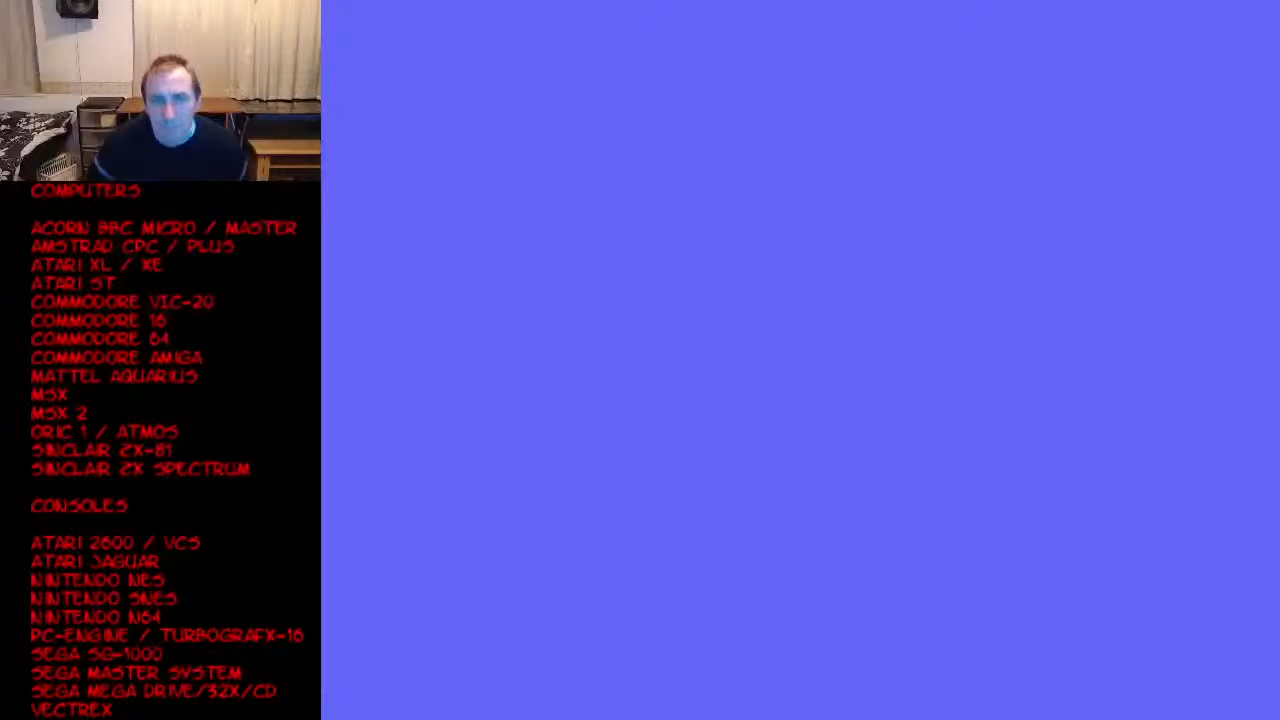 COMPUTERS
ACORN BBC MICRO / MASTER
AMSTRAD CPC / PLUS
ATARI XL / XE
ATARI ST
COMMODORE VIC-20
COMMODORE 16
COMMODORE 64
COMMODORE AMIGA
MATTEL AQUARIUS
MSX
MSX 2
ORIC 1 / ATMOS
SINCLAIR ZX-81
SINCLAIR ZX SPECTRUM
CONSOLES
ATARI 2600 / VCS
ATARI JAGUAR
NINTENDO NES
NINTENDO SNES
NINTENDO N64
PC-ENGINE / TURBOGRAFX-16
SEGA SG-1000
SEGA MASTER SYSTEM
SEGA MEGA DRIVE/32X/CD
VECTREX